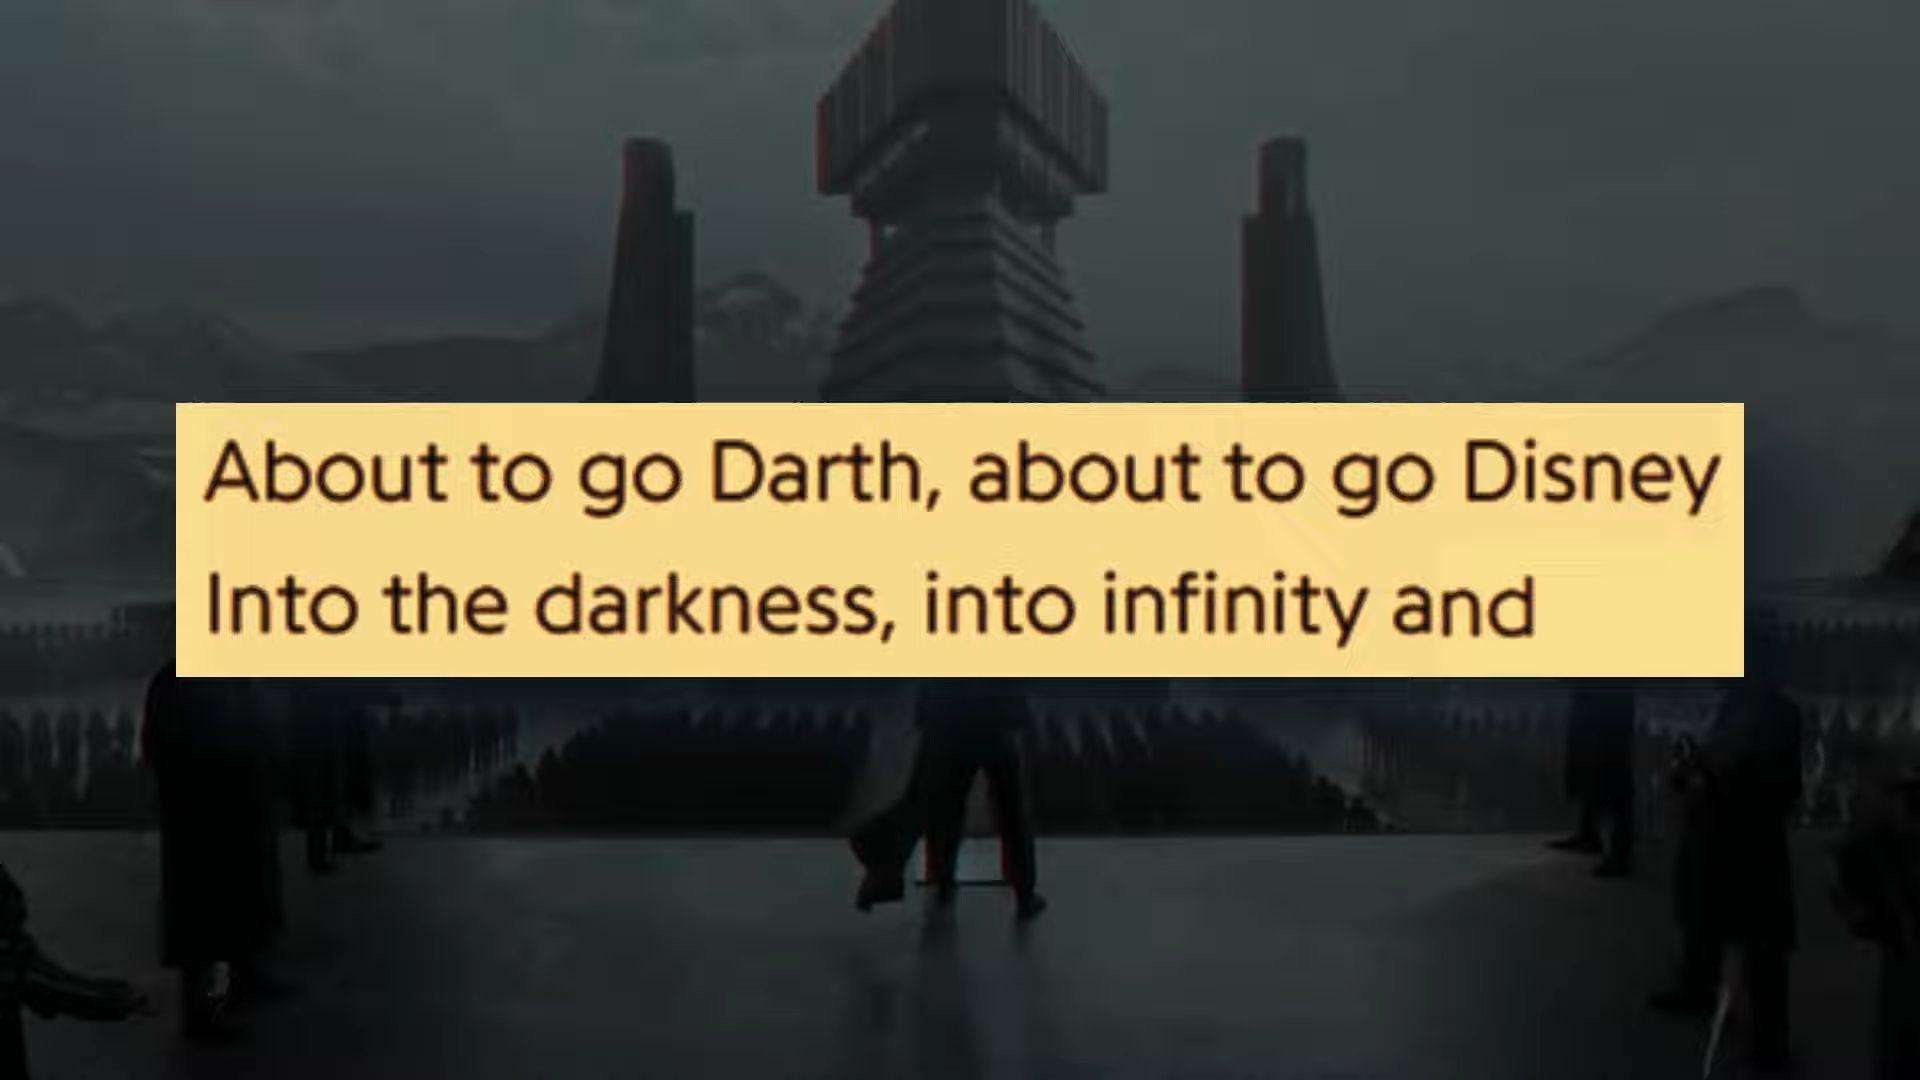 About to go Darth, about to go Disney
Into the darkness, into infinity and